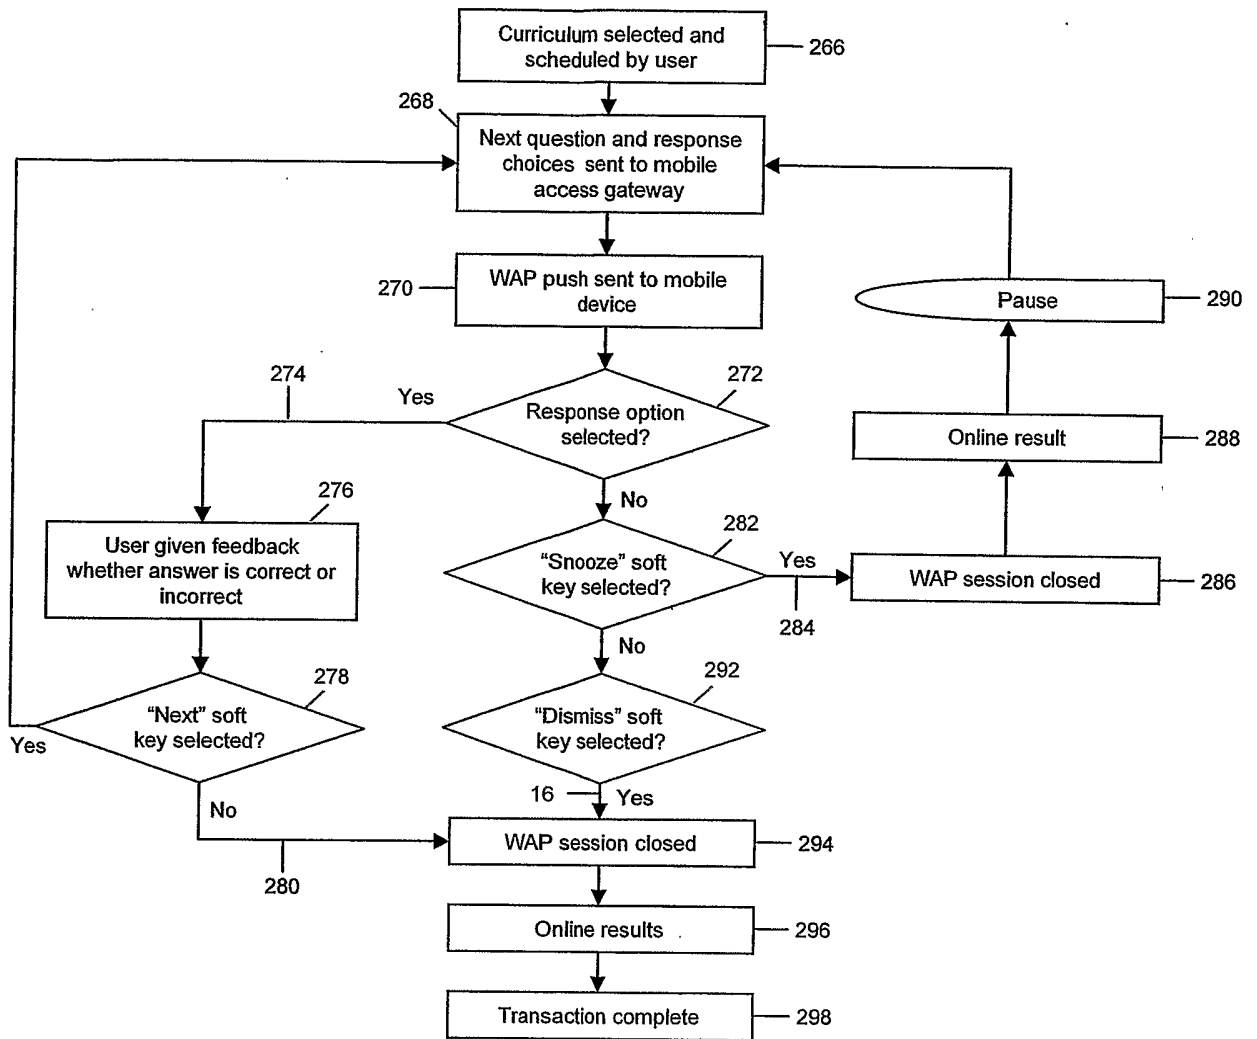 Curriculum selected and
scheduled by user
266
268
Next question and response
choices sent to mobile
access gateway
WAP push sent to mobile
device
270
Pause
290
274
Yes
272
Response option
selected?
Online result
288
No
276
User given feedback
whether answer is correct or
incorrect
282
"Snooze" soft
key selected?
Yes
284
WAP session closed
286
No
278
"Next" soft
key selected?
Yes
292
"Dismiss" soft
key selected?
No
16
Yes
280
WAP session closed
294
Online results
296
Transaction complete
298